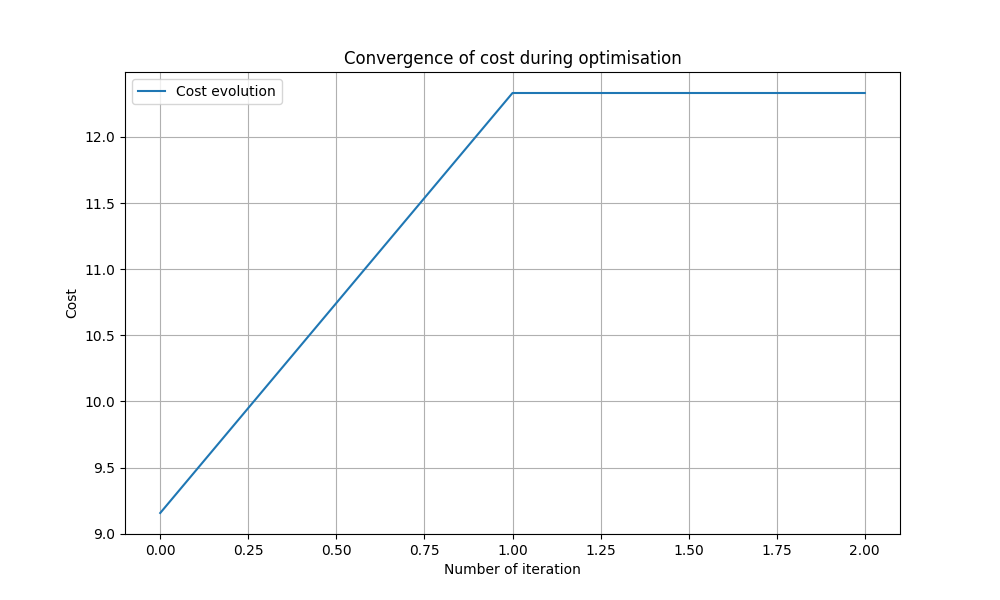 Convergence of cost during optimisation
Cost evolution
12.0
11.5
11.0
10.5
10.0
9.5
9.0
Cost
0.00 0.25 0.50 0.75 1.00 1.25 1.50 1.75 2.00
Number of iteration